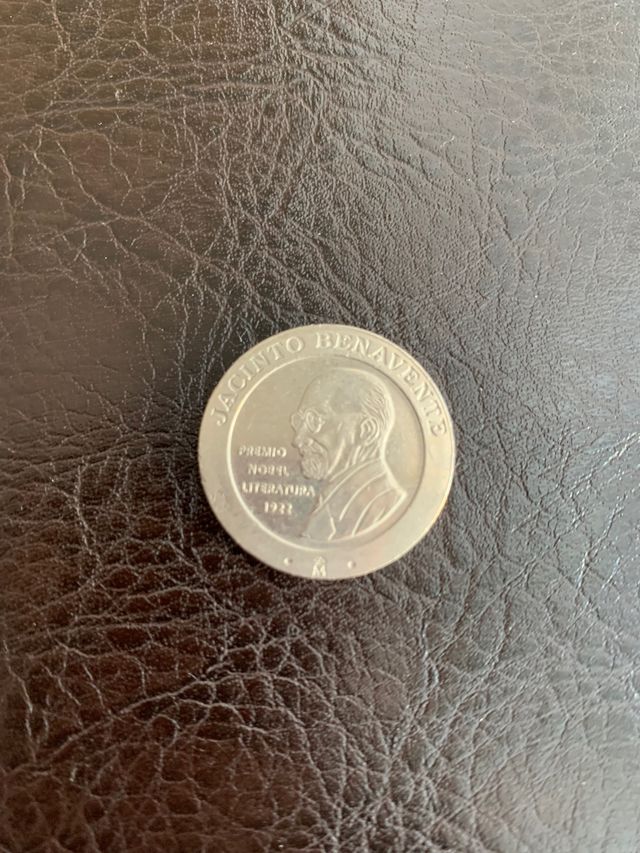 JACINTO BENAVENTE
PREMIO
NOBEL
LITERATURA
1922
M